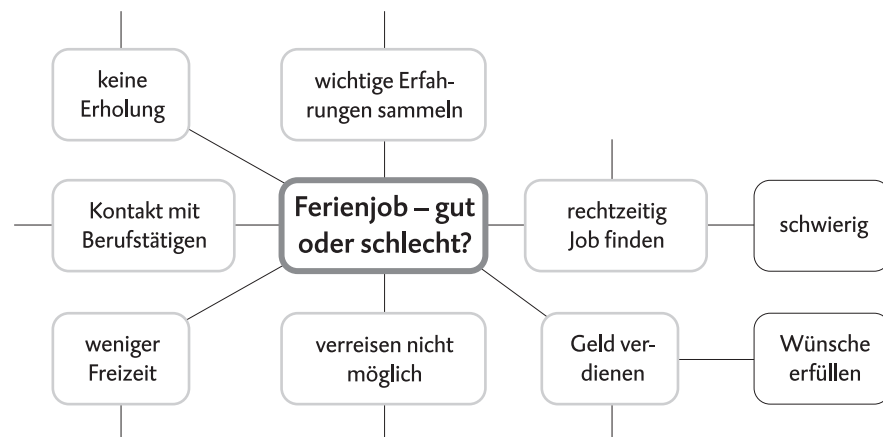 keine
Erholung
wichtige Erfah-
rungen sammeln
Kontakt mit
Berufstätigen
Ferienjob – gut
oder schlecht?
rechtzeitig
Job finden
schwierig
weniger
Freizeit
verreisen nicht
möglich
Geld ver-
dienen
Wünsche
erfüllen